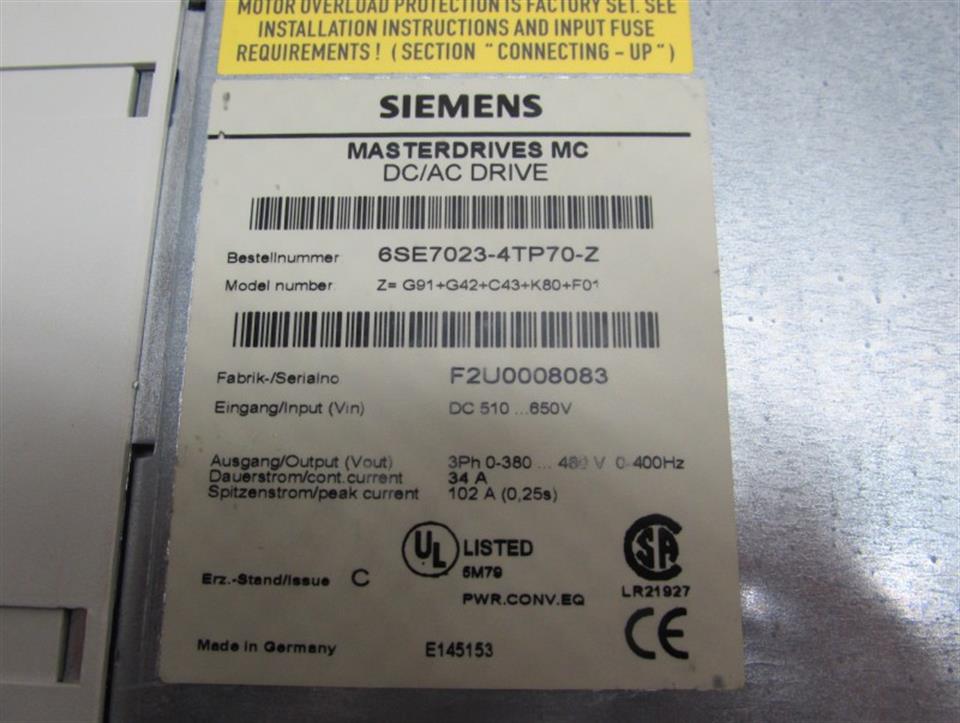 MOTOR OVERLOAD PROTECTION IS FACTORY SET. SEE
INSTALLATION INSTRUCTIONS AND INPUT FUSE
REQUIREMENTS ! ( SECTION " CONNECTING - UP " )
SIEMENS
MASTERDRIVES MC
DC/AC DRIVE
Bestellnummer 6SE7023-4TP70-Z
Model number Z= G91+G42+C43+K80+F01
Fabrik-/Serialno F2U0008083
Eingang/Input (Vin) DC 510 ...650V
Ausgang/Output (Vout) 3Ph 0-380 ... 480 V 0-400Hz
Dauerstrom/cont.current 34 A
Spitzenstrom/peak current 102 A (0,25s)
UL LISTED
5M79
PWR.CONV.EQ
SA
LR21927
Erz.-Stand/Issue C
CE
Made in Germany E145153